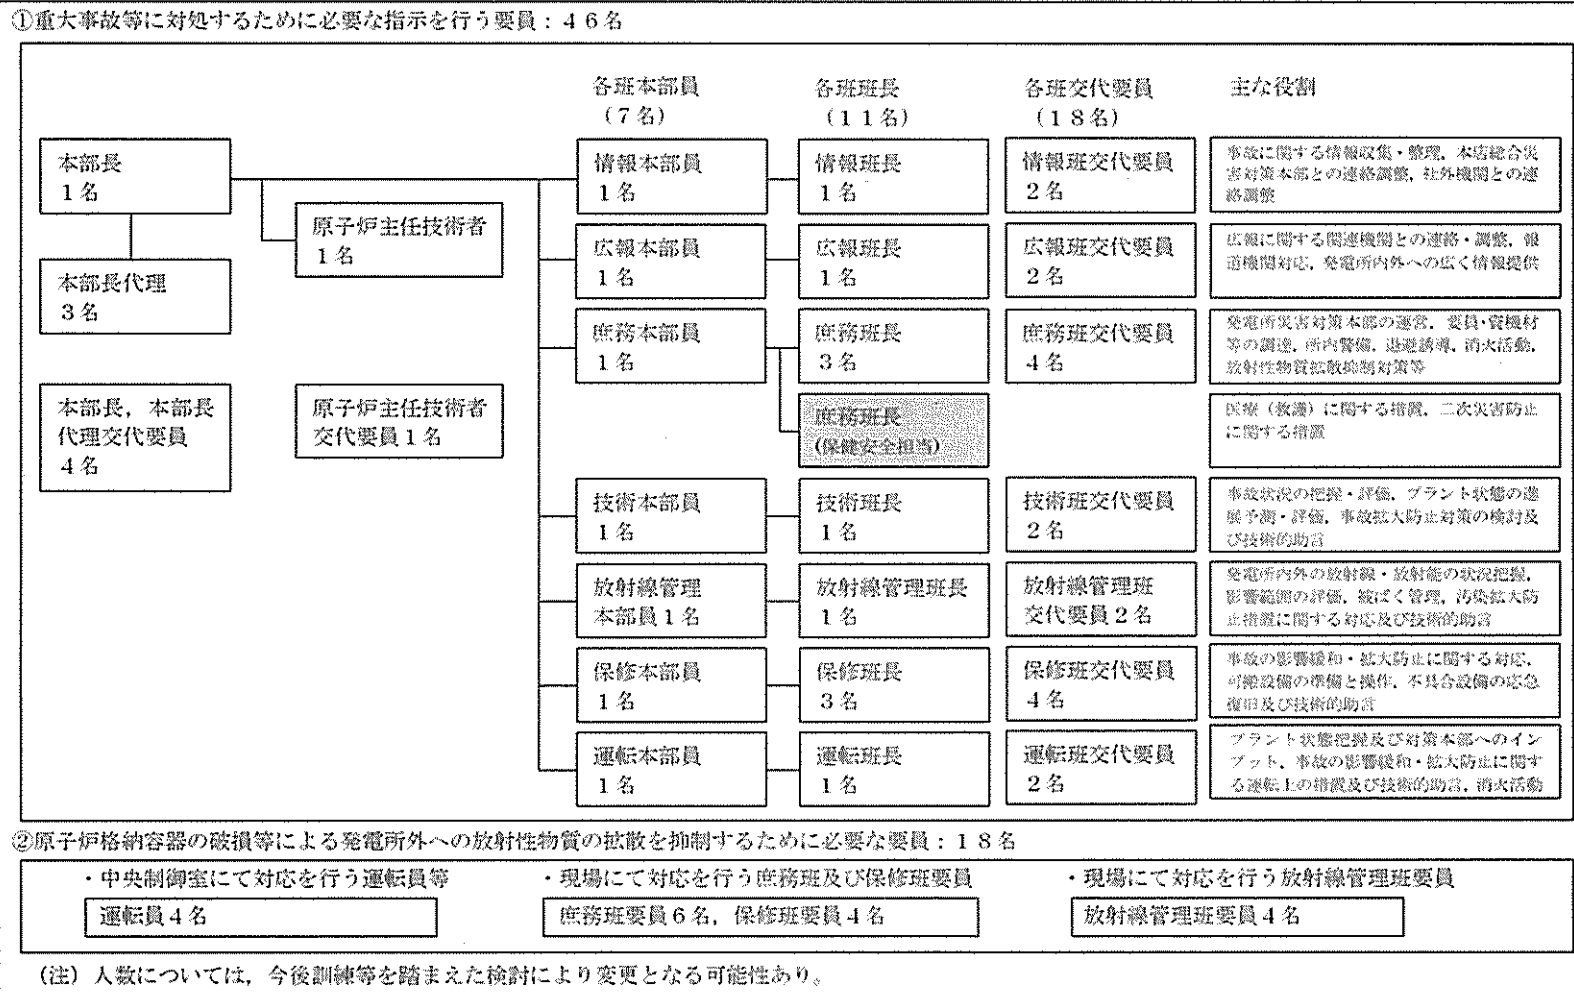 ①重大事故等に対処するために必要な指示を行う要員：４６名
各班本部員
（７名）
各班班長
（１１名）
各班交代要員
（１８名）
主な役割
本部長
１名
本部長代理
３名
本部長，本部長
代理交代要員
４名
原子炉主任技術者
１名
原子炉主任技術者
交代要員１名
情報本部員
１名
情報班長
１名
情報班交代要員
２名
事故に関する情報収集・整理，本店総合災
害対策本部との連絡調整，社外機関との連
絡調整
広報本部員
１名
広報班長
１名
広報班交代要員
２名
広報に関する関連機関との連絡・調整，報
道機関対応，発電所内外への広く情報提供
庶務本部員
１名
庶務班長
３名
庶務班交代要員
４名
発電所災害対策本部の運営，要員・資機材
等の調達，所内警備，退避誘導，消火活動，
放射性物質拡散抑制対策等
庶務班長
(保健安全担当)
医療（救護）に関する措置，二次災害防止
に関する措置
技術本部員
１名
技術班長
１名
技術班交代要員
２名
事故状況の把握・評価，プラント状態の進
展予測・評価，事故拡大防止対策の検討及
び技術的助言
放射線管理
本部員１名
放射線管理班長
１名
放射線管理班
交代要員２名
発電所内外の放射線・放射能の状況把握，
影響範囲の評価，被ばく管理，汚染拡大防
止措置に関する対応及び技術的助言
保修本部員
１名
保修班長
３名
保修班交代要員
４名
事故の影響緩和・拡大防止に関する対応，
可搬設備の準備と操作，不具合設備の応急
復旧及び技術的助言
運転本部員
１名
運転班長
１名
運転班交代要員
２名
プラント状態把握及び対策本部へのイン
プット，事故の影響緩和・拡大防止に関す
る運転上の措置及び技術的助言，消火活動
②原子炉格納容器の破損等による発電所外への放射性物質の拡散を抑制するために必要な要員：１８名
・中央制御室にて対応を行う運転員等
運転員４名
・現場にて対応を行う庶務班及び保修班要員
庶務班要員６名，保修班要員４名
・現場にて対応を行う放射線管理班要員
放射線管理班要員４名
（注）人数については，今後訓練等を踏まえた検討により変更となる可能性あり。